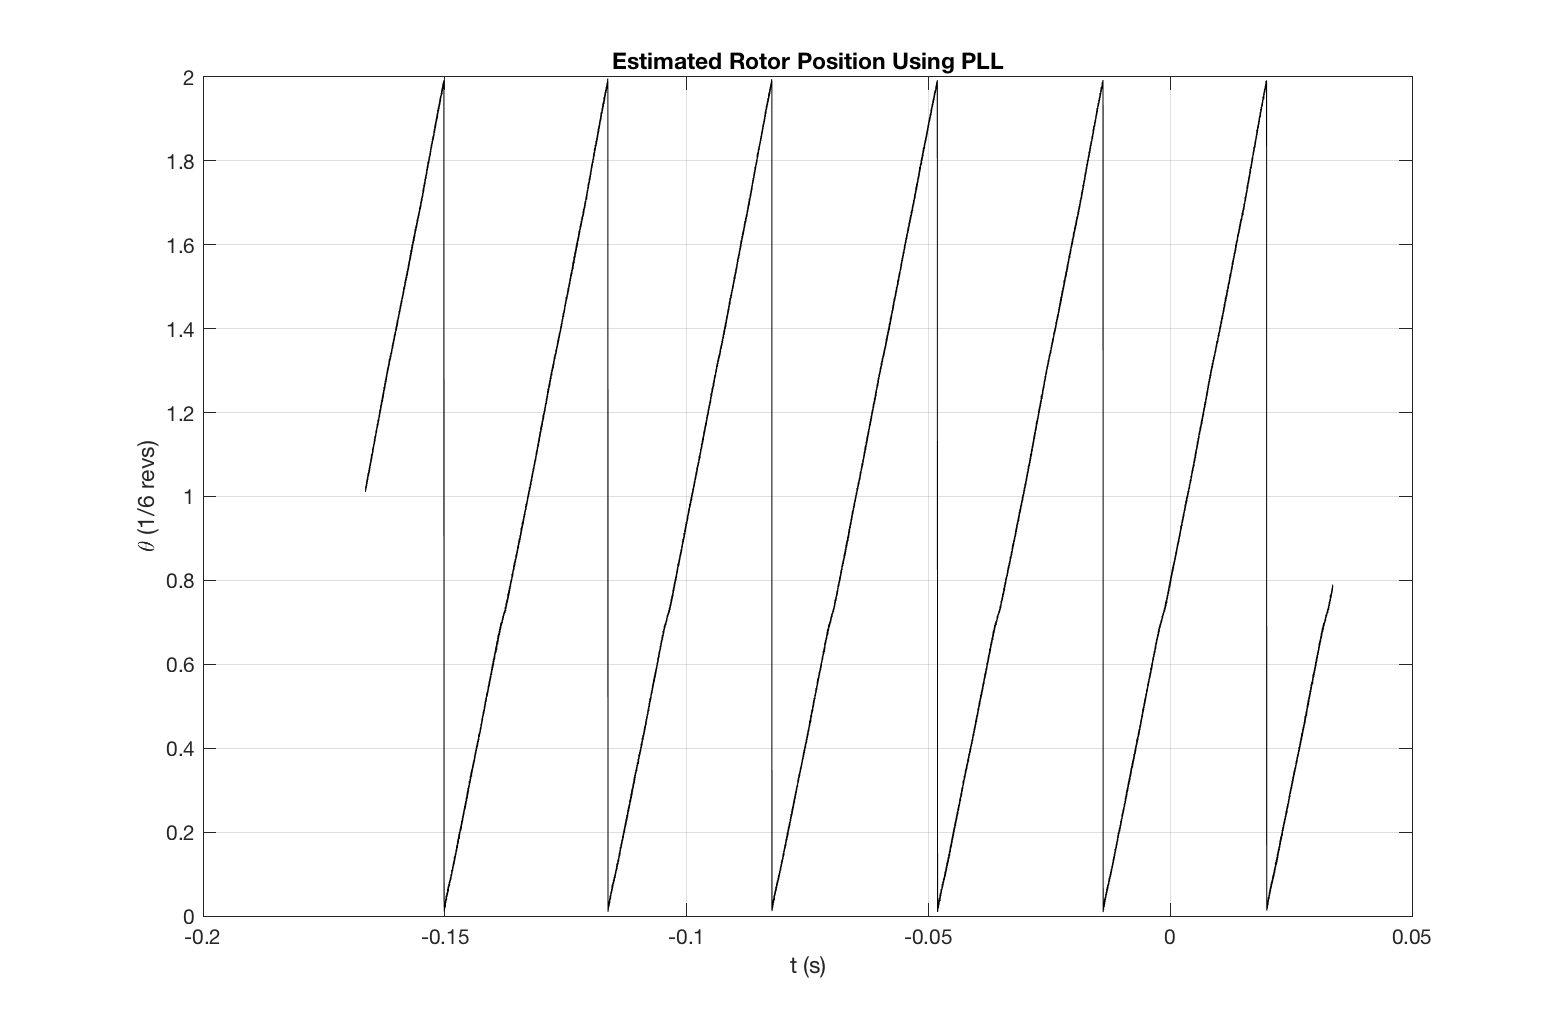 Estimated Rotor Position Using PLL
2
1.8
1.6
1.4
1.2
1
0.8
0.6
0.4
0.2
0
θ (1/6 revs)
-0.2 -0.15 -0.1 -0.05 0 0.05
t (s)